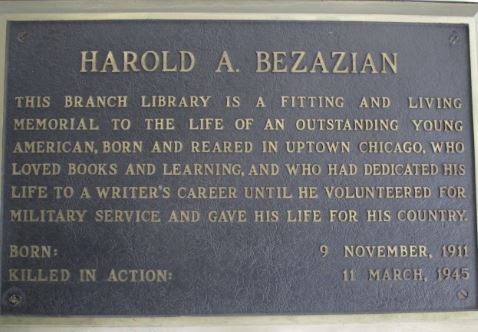 HAROLD A. BEZAZIAN
THIS BRANCH LIBRARY IS A FITTING AND LIVING
MEMORIAL TO THE LIFE OF AN OUTSTANDING YOUNG
AMERICAN, BORN AND REARED IN UPTOWN CHICAGO, WHO
LOVED BOOKS AND LEARNING, AND WHO HAD DEDICATED HIS
LIFE TO A WRITER'S CAREER UNTIL HE VOLUNTEERED FOR
MILITARY SERVICE AND GAVE HIS LIFE FOR HIS COUNTRY.
BORN: 9 NOVEMBER, 1911
KILLED IN ACTION: 11 MARCH, 1945